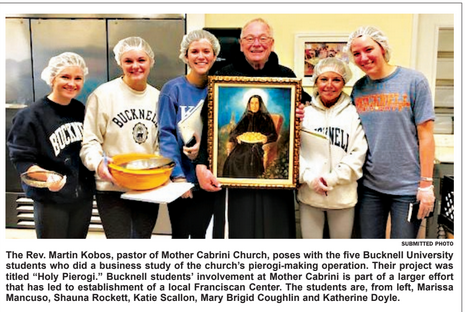 BUCKNELL
BUCKNELL
BUCKNELL
BUCKNELL
SUBMITTED PHOTO
The Rev. Martin Kobos, pastor of Mother Cabrini Church, poses with the five Bucknell University
students who did a business study of the church's pierogi-making operation. Their project was
titled “Holy Pierogi.” Bucknell students' involvement at Mother Cabrini is part of a larger effort
that has led to establishment of a local Franciscan Center. The students are, from left, Marissa
Mancuso, Shauna Rockett, Katie Scallon, Mary Brigid Coughlin and Katherine Doyle.